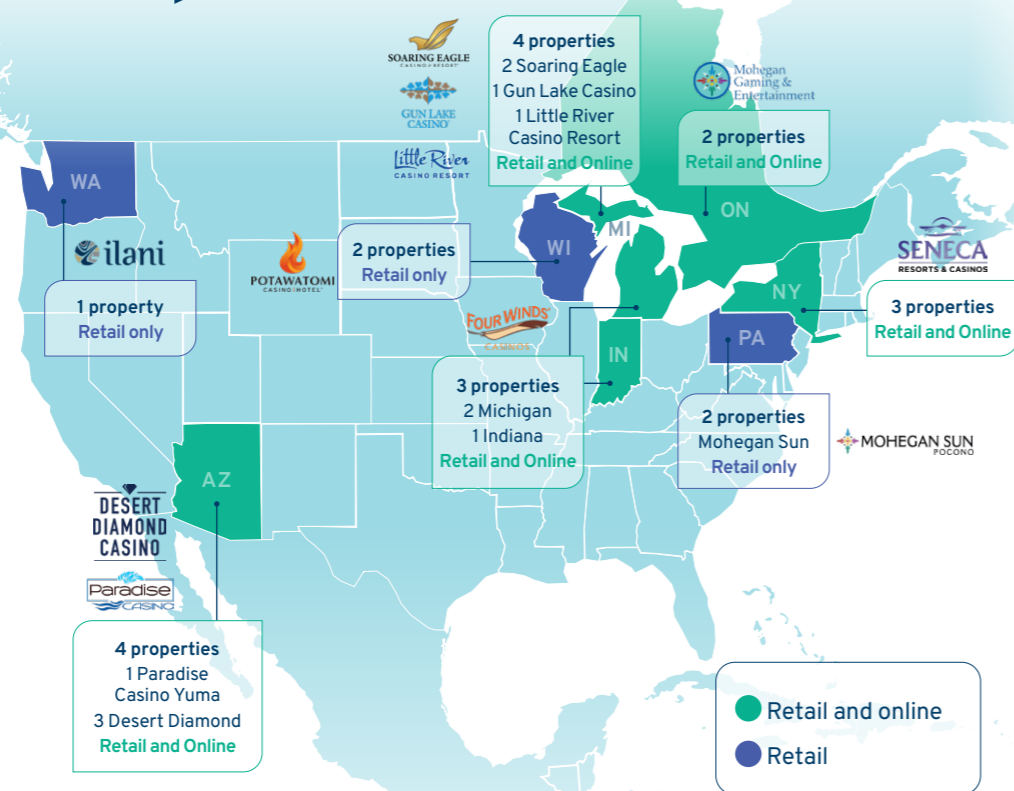 SOARING EAGLE
CASINO & RESORT
GUN LAKE
CASINO
Little River
CASINO RESORT
4 properties
2 Soaring Eagle
1 Gun Lake Casino
1 Little River
Casino Resort
Retail and Online
Mohegan
Gaming &
Entertainment
2 properties
Retail and Online
WA
ilani
1 property
Retail only
POTAWATOMI
CASINO HOTEL
2 properties
Retail only
WI
MI
ON
SENECA
RESORTS & CASINOS
NY
3 properties
Retail and Online
FOUR WINDS
CASINOS
IN
3 properties
2 Michigan
1 Indiana
Retail and Online
PA
2 properties
Mohegan Sun
Retail only
MOHEGAN SUN
POCONO
AZ
DESERT
DIAMOND
CASINO
Paradise
CASINO
4 properties
1 Paradise
Casino Yuma
3 Desert Diamond
Retail and Online
Retail and online
Retail